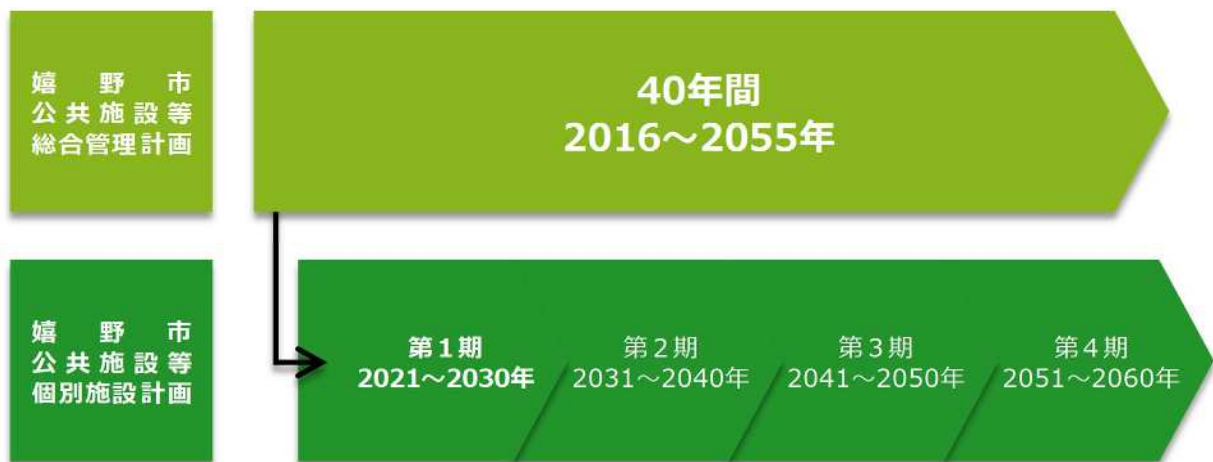 嬉野市
公共施設等
総合管理計画
40年間
2016～2055年
嬉野市
公共施設等
個別施設計画
第1期
2021～2030年
第2期
2031～2040年
第3期
2041～2050年
第4期
2051～2060年